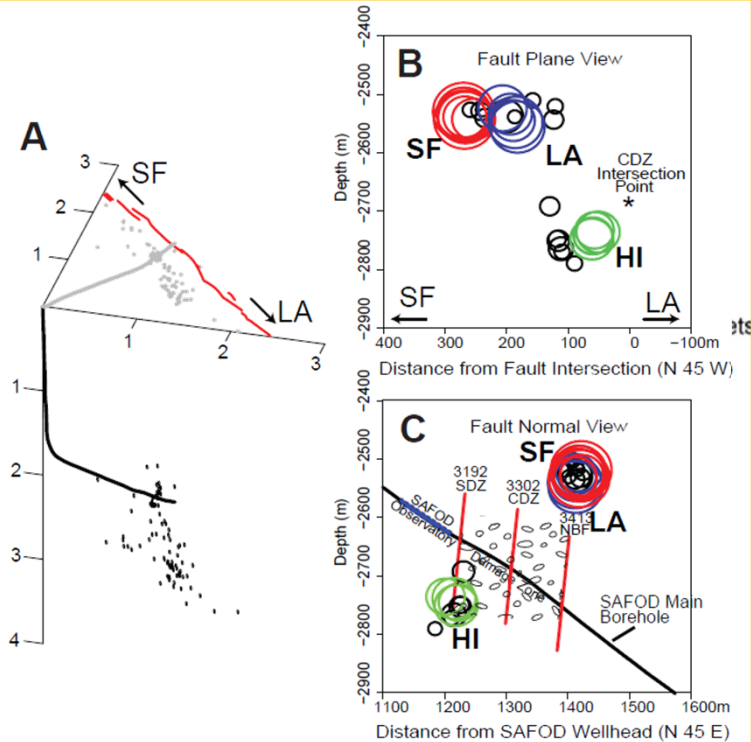 A
3
SF
2
1
LA
1
2
3
1
2
3
4
B
Fault Plane View
-2400
-2500
-2600
-2700
-2800
-2900
Depth (m)
SF
LA
CDZ
Intersection
Point
*
HI
SF
LA
400 300 200 100 0 -100m
Distance from Fault Intersection (N 45 W)
ets
C
Fault Normal View
-2400
-2500
-2600
-2700
-2800
-2900
Depth (m)
SF
3192
SDZ
3302
CDZ
LA
3413
NBF
SAFOD
Observatory
Damage Zone
SAFOD Main
Borehole
HI
1100 1200 1300 1400 1500 1600m
Distance from SAFOD Wellhead (N 45 E)